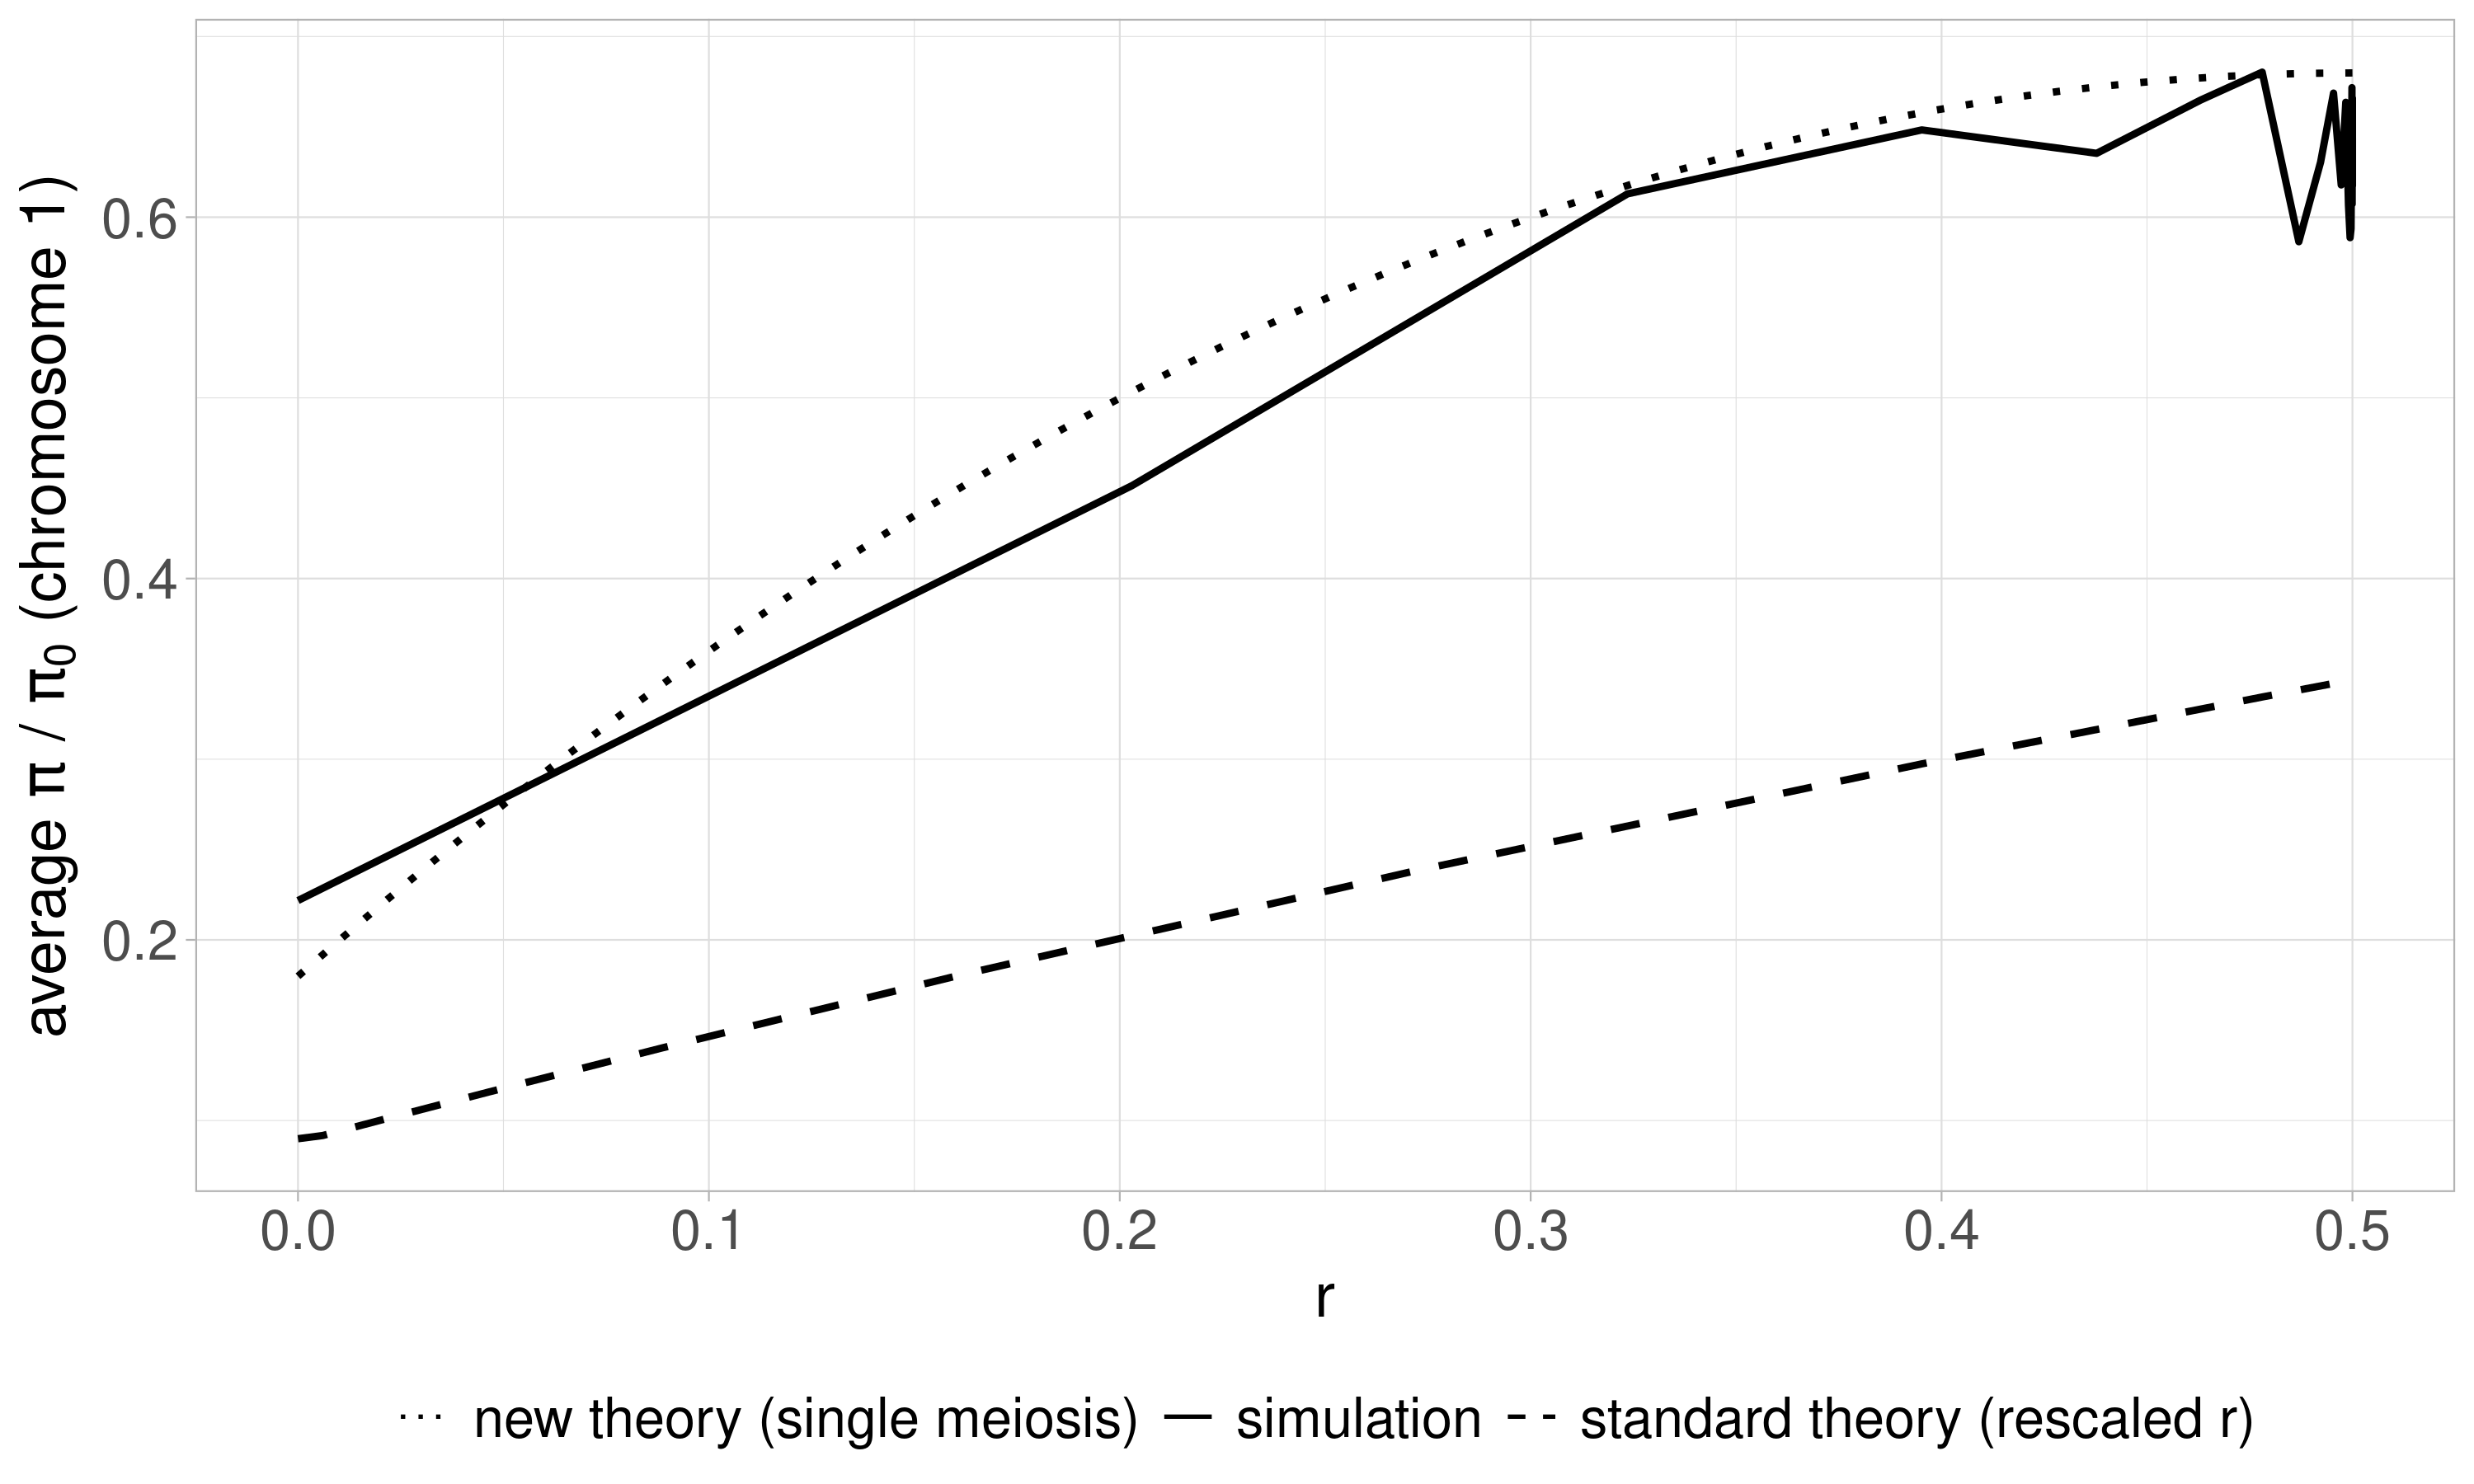 average π / π₀ (chromosome 1)
0.6
0.4
0.2
0.0 0.1 0.2 0.3 0.4 0.5
r
new theory (single meiosis) simulation standard theory (rescaled r)